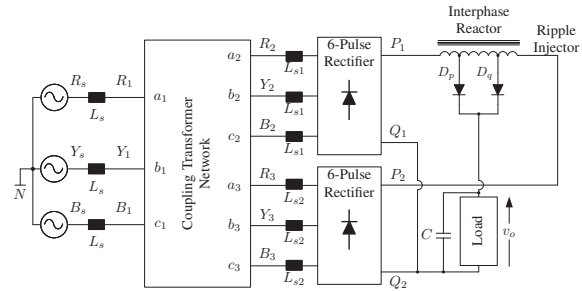 Interphase
Reactor
Ripple
Injector
R_2
6-Pulse
Rectifier
P_1
a_2
L_{s1}
D_p
D_q
R_s
R_1
Y_2
b_2
L_{s1}
L_s
a_1
B_2
c_2
L_{s1}
Q_1
Y_s
Y_1
R_3
6-Pulse
Rectifier
P_2
N
b_1
a_3
L_{s2}
L_s
Coupling Transformer
Network
Y_3
b_3
L_{s2}
B_s
B_1
C
Load
v_o
c_1
B_3
L_s
c_3
L_{s2}
Q_2